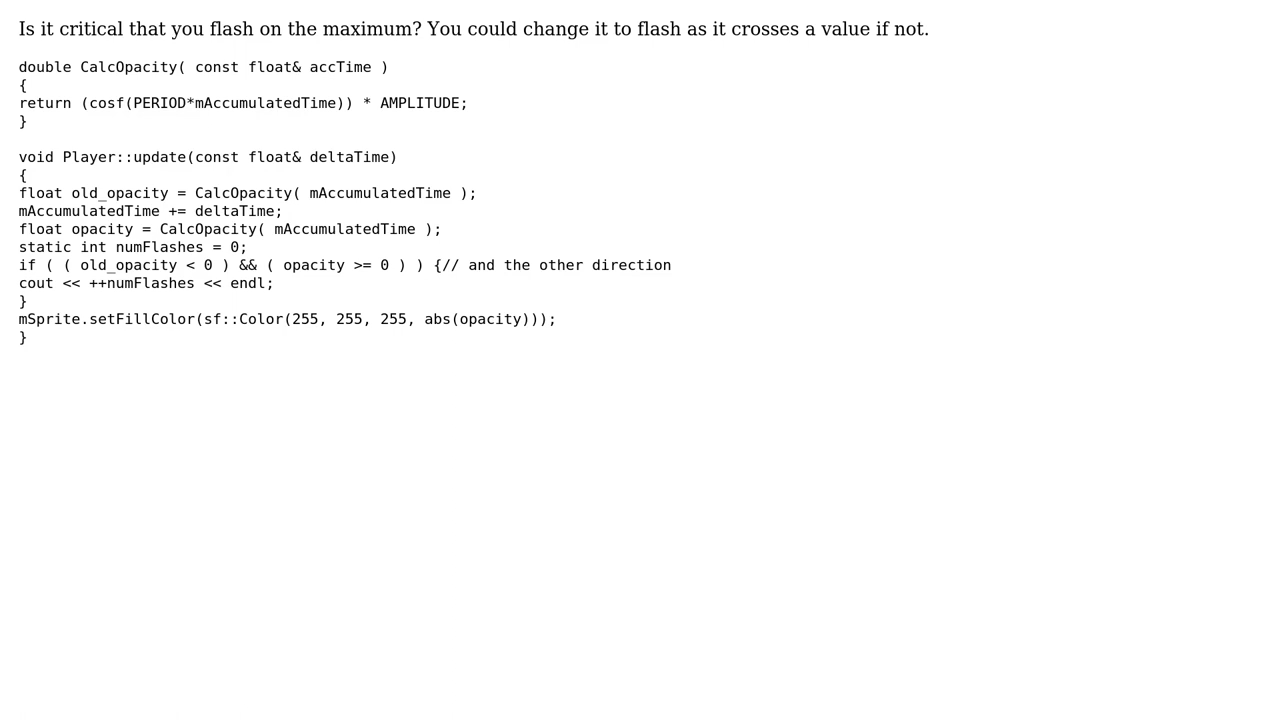 Is it critical that you flash on the maximum? You could change it to flash as it crosses a value if not.
double CalcOpacity( const float& accTime )
{
return (cosf(PERIOD*mAccumulatedTime)) * AMPLITUDE;
}
void Player::update(const float& deltaTime)
{
float old_opacity = CalcOpacity( mAccumulatedTime );
mAccumulatedTime += deltaTime;
float opacity = CalcOpacity( mAccumulatedTime );
static int numFlashes = 0;
if ( ( old_opacity < 0 ) && ( opacity >= 0 ) ) {// and the other direction
cout << ++numFlashes << endl;
}
mSprite.setFillColor(sf::Color(255, 255, 255, abs(opacity)));
}